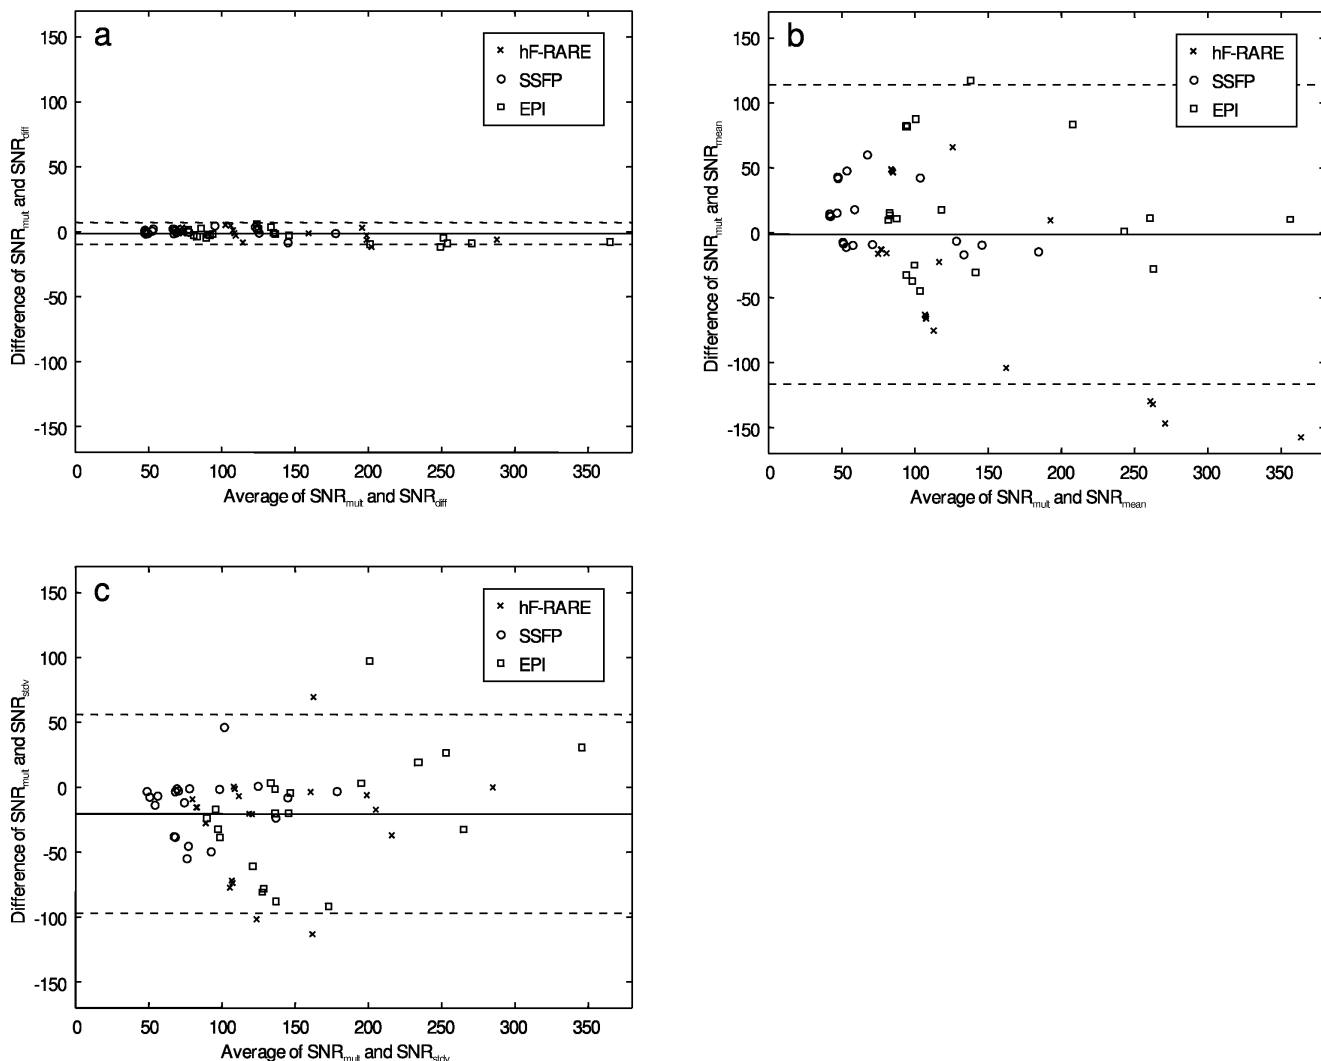 a
hF-RARE
SSFP
EPI
150
100
50
0
-50
-100
-150
Difference of SNRmult and SNRdiff
0 50 100 150 200 250 300 350
Average of SNRmult and SNRdiff
b
hF-RARE
SSFP
EPI
150
100
50
0
-50
-100
-150
Difference of SNRmult and SNRmean
0 50 100 150 200 250 300 350
Average of SNRmult and SNRmean
c
hF-RARE
SSFP
EPI
150
100
50
0
-50
-100
-150
Difference of SNRmult and SNRstdv
0 50 100 150 200 250 300 350
Average of SNRmult and SNRstdv